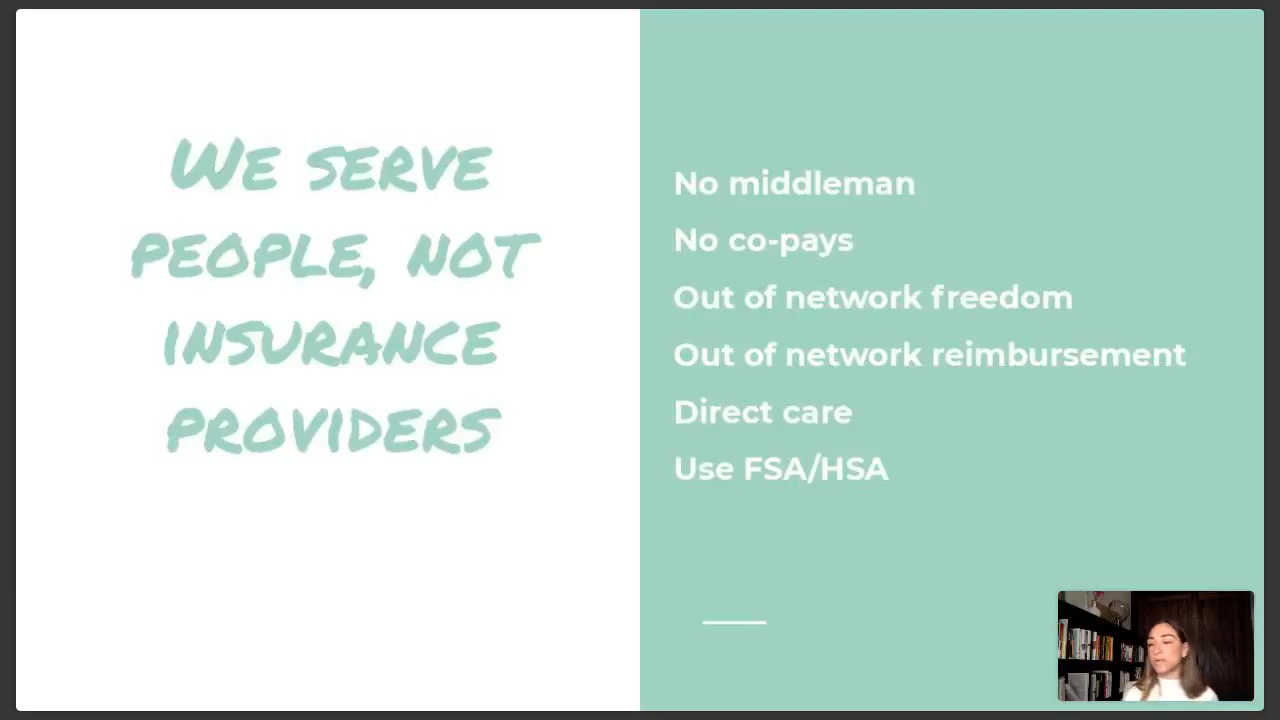 WE SERVE
PEOPLE, NOT
INSURANCE
PROVIDERS
No middleman
No co-pays
Out of network freedom
Out of network reimbursement
Direct care
Use FSA/HSA